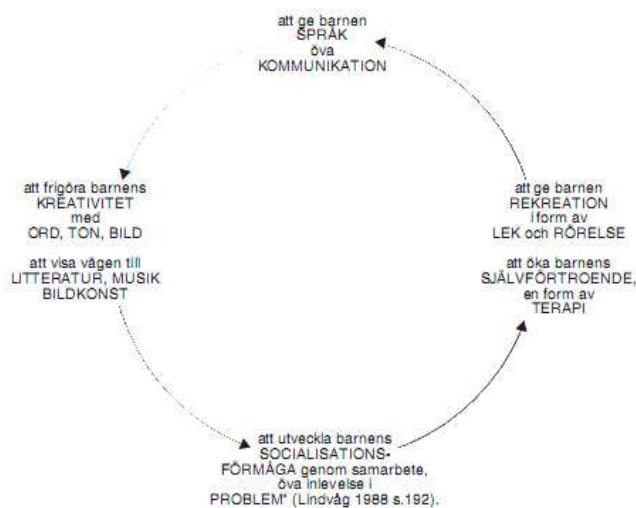 att ge barnen
SPRÅK
öva
KOMMUNIKATION
att frigöra barnens
KREATIVITET
med
ORD, TON, BILD
att visa vägen till
LITTERATUR, MUSIK
BILDKONST
att ge barnen
REKREATION
i form av
LEK och RÖRELSE
att öka barnens
SJÄLVFÖRTROENDE,
en form av
TERAPI
att utveckla barnens
SOCIALISATIONS-
FÖRMÅGA genom samarbete,
öva inlevelse i
PROBLEM" (Lindvåg 1988 s.192).